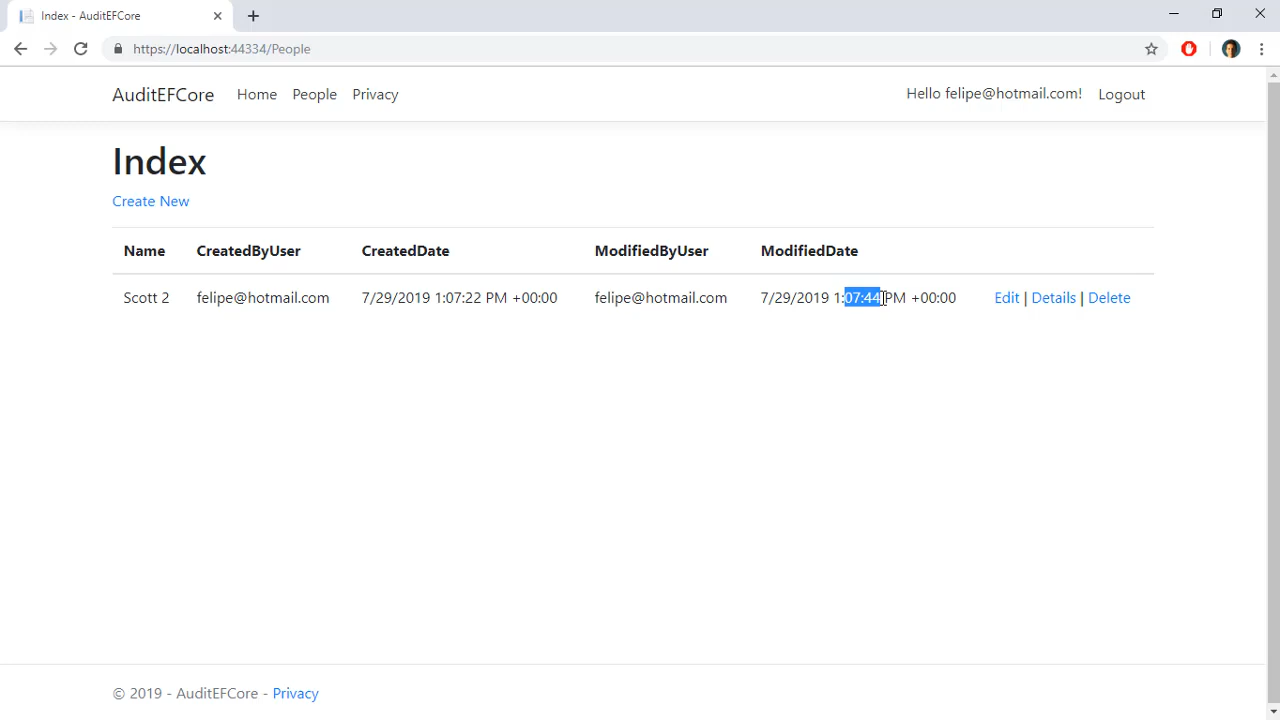 Index - AuditEFCore
https://localhost:44334/People
AuditEFCore Home People Privacy Hello felipe@hotmail.com! Logout
Index
Create New
Name CreatedByUser CreatedDate ModifiedByUser ModifiedDate
Scott 2 felipe@hotmail.com 7/29/2019 1:07:22 PM +00:00 felipe@hotmail.com 7/29/2019 1:07:44 PM +00:00 Edit | Details | Delete
© 2019 - AuditEFCore - Privacy